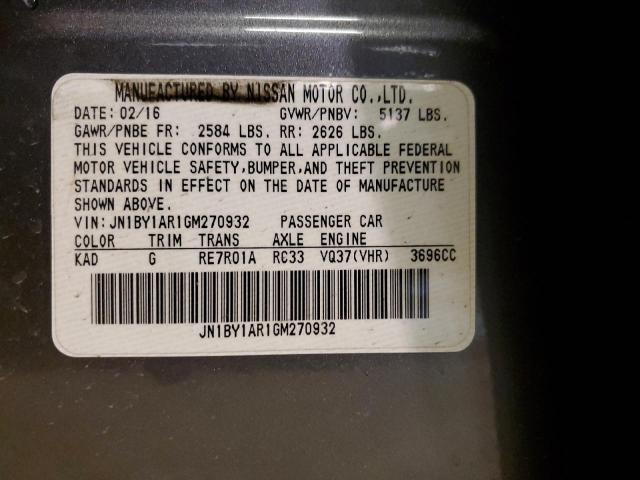 MANUFACTURED BY NISSAN MOTOR CO.,LTD.
DATE: 02/16 GVWR/PNBV: 5137 LBS.
GAWR/PNBE FR: 2584 LBS. RR: 2626 LBS.
THIS VEHICLE CONFORMS TO ALL APPLICABLE FEDERAL
MOTOR VEHICLE SAFETY,BUMPER,AND THEFT PREVENTION
STANDARDS IN EFFECT ON THE DATE OF MANUFACTURE
SHOWN ABOVE.
VIN:JN1BY1AR1GM270932 PASSENGER CAR
COLOR TRIM TRANS AXLE ENGINE
KAD G RE7R01A RC33 VQ37(VHR) 3696CC
JN1BY1AR1GM270932